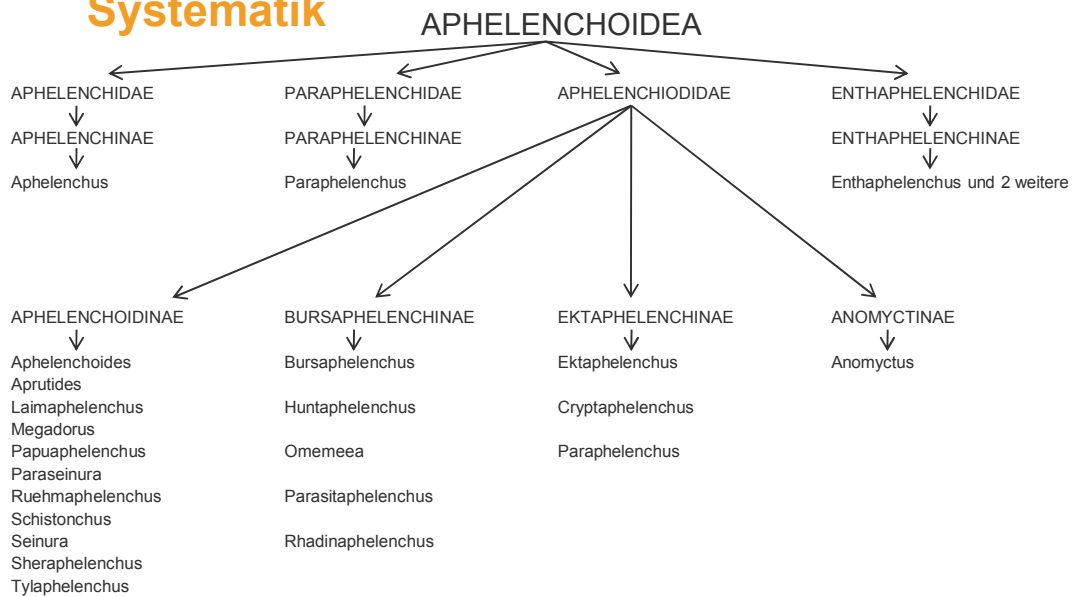 Systematik
APHELENCHOIDEA
APHELENCHIDAE
PARAPHELENCHIDAE
APHELENCHIODIDAE
ENTHAPHELENCHIDAE
APHELENCHINAE
PARAPHELENCHINAE
ENTHAPHELENCHINAE
Aphelenchus
Paraphelenchus
Enthaphelenchus und 2 weitere
APHELENCHOIDINAE
BURSAPHELENCHINAE
EKTAPHELENCHINAE
ANOMYCTINAE
Aphelenchoides
Bursaphelenchus
Ektaphelenchus
Anomyctus
Aprutides
Laimaphelenchus
Huntaphelenchus
Cryptaphelenchus
Megadorus
Papuaphelenchus
Omemeea
Paraphelenchus
Paraseinura
Ruehmaphelenchus
Parasitaphelenchus
Schistonchus
Seinura
Rhadinaphelenchus
Sheraphelenchus
Tylaphelenchus